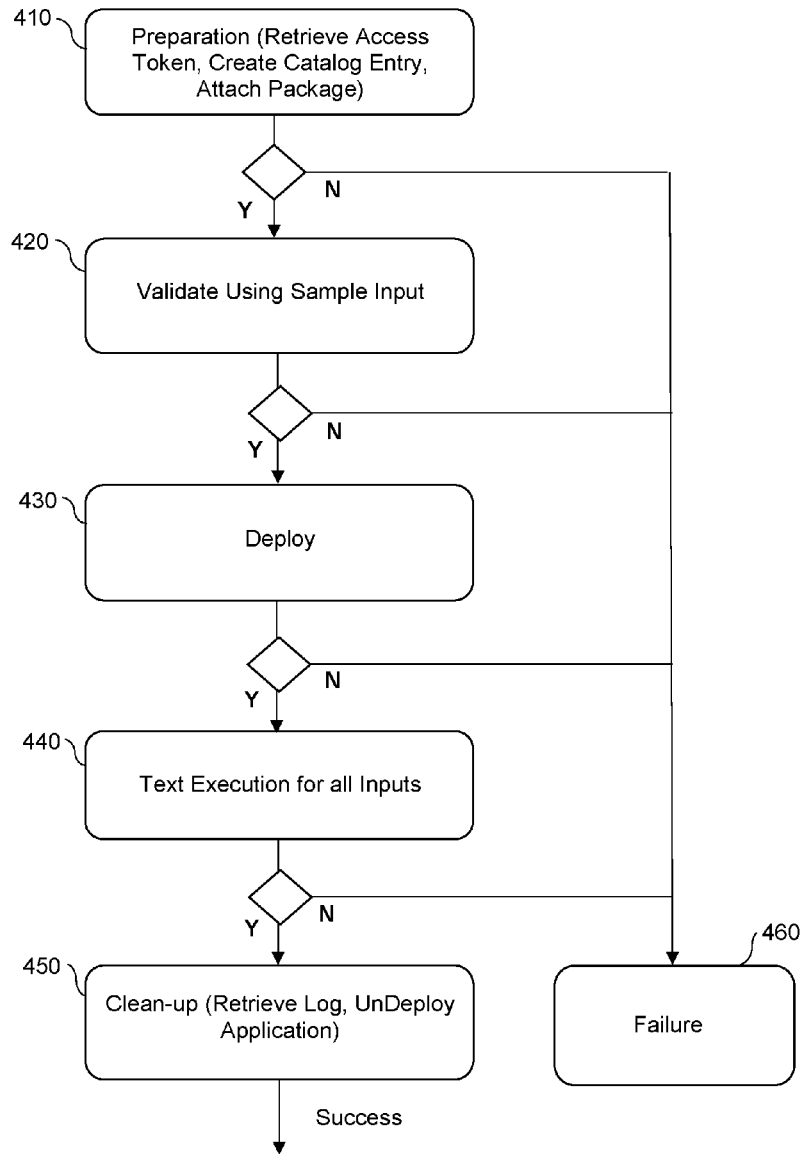 410
Preparation (Retrieve Access
Token, Create Catalog Entry,
Attach Package)
N
Y
420
Validate Using Sample Input
N
Y
430
Deploy
N
Y
440
Text Execution for all Inputs
N
Y
450
Clean-up (Retrieve Log, UnDeploy
Application)
460
Failure
Success